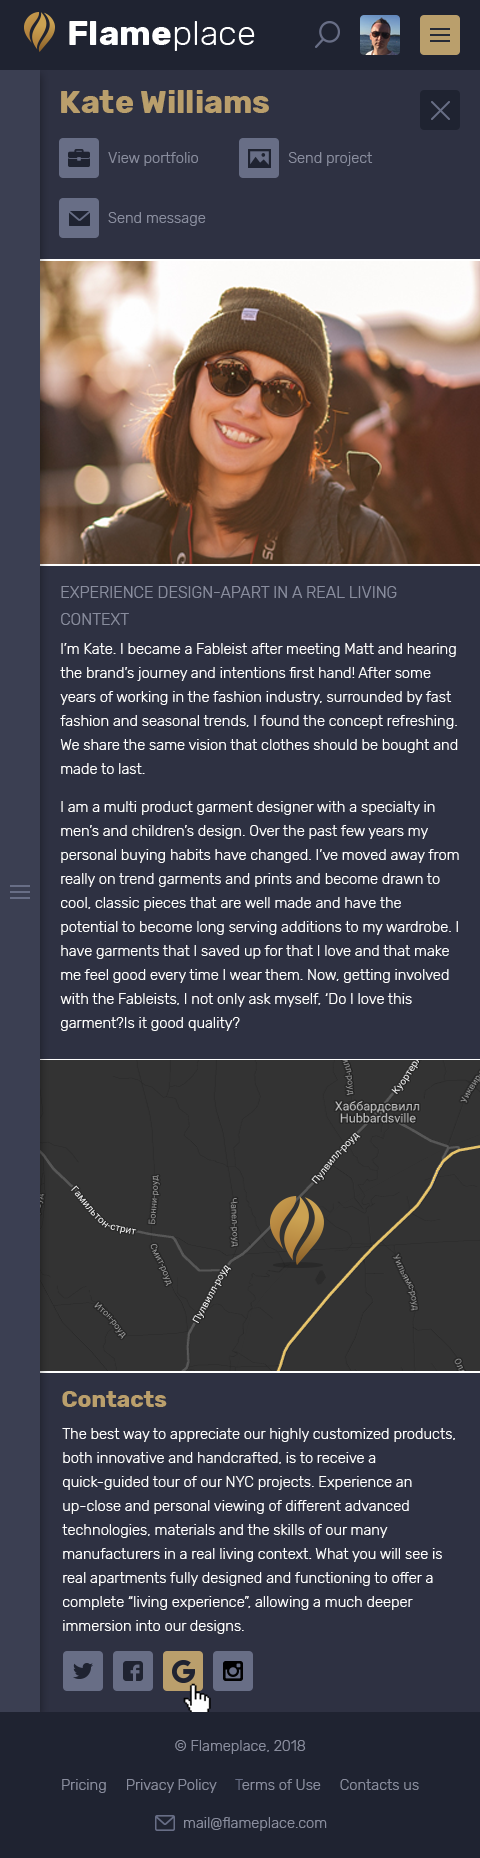 Flameplace
Kate Williams
View portfolio
Send project
Send message
EXPERIENCE DESIGN-APART IN A REAL LIVING
CONTEXT
I'm Kate. I became a Fableist after meeting Matt and hearing
the brand's journey and intentions first hand! After some
years of working in the fashion industry, surrounded by fast
fashion and seasonal trends, I found the concept refreshing.
We share the same vision that clothes should be bought and
made to last.
I am a multi product garment designer with a specialty in
men's and children's design. Over the past few years my
personal buying habits have changed. I've moved away from
really on trend garments and prints and become drawn to
cool, classic pieces that are well made and have the
potential to become long serving additions to my wardrobe. I
have garments that I saved up for that I love and that make
me feel good every time I wear them. Now, getting involved
with the Fableists, I not only ask myself, 'Do I love this
garment?Is it good quality?
Хаббардсвилл
Hubbardsville
Пулвилл-роуд
Гамильтон-стрит
Бонни-роуд
Чапел-роуд
Смит-роуд
Пулвилл-роуд
Уильямс-роуд
Итон-роуд
Contacts
The best way to appreciate our highly customized products,
both innovative and handcrafted, is to receive a
quick-guided tour of our NYC projects. Experience an
up-close and personal viewing of different advanced
technologies, materials and the skills of our many
manufacturers in a real living context. What you will see is
real apartments fully designed and functioning to offer a
complete "living experience", allowing a much deeper
immersion into our designs.
© Flameplace, 2018
Pricing
Privacy Policy
Terms of Use
Contacts us
mail@flameplace.com